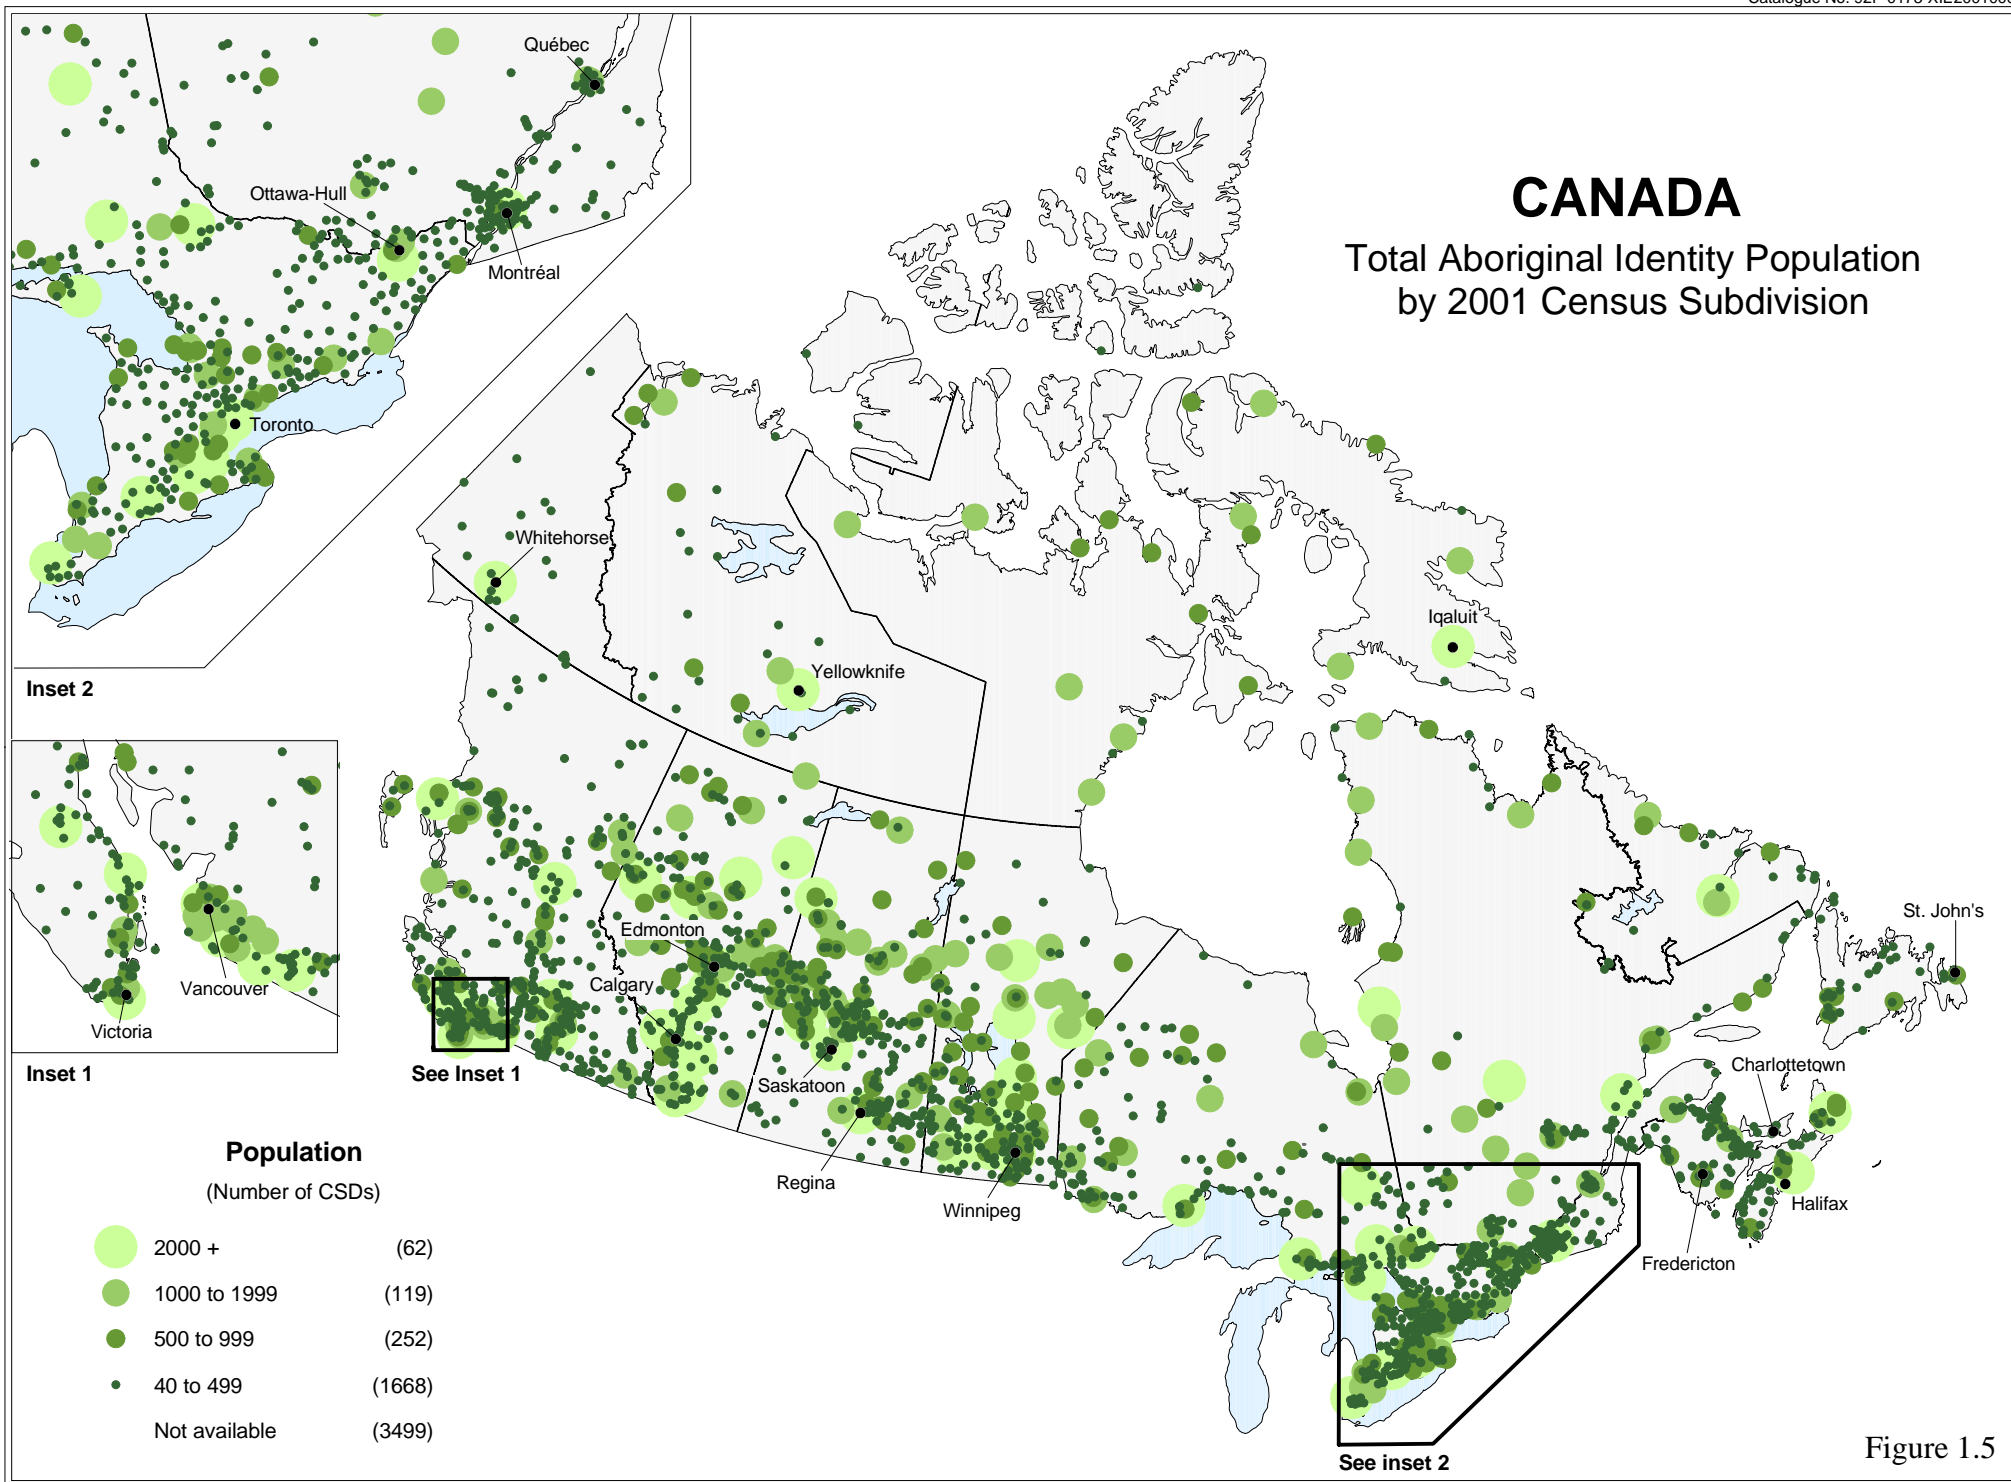 CANADA
Total Aboriginal Identity Population
by 2001 Census Subdivision
Québec
Ottawa-Hull
Montréal
Toronto
Inset 2
Whitehorse
Yellowknife
Iqaluit
Edmonton
Calgary
Saskatoon
Regina
Winnipeg
St. John's
Charlottetown
Halifax
Fredericton
Vancouver
Victoria
Inset 1
See Inset 1
See inset 2
Population
(Number of CSDs)
2000 + (62)
1000 to 1999 (119)
500 to 999 (252)
40 to 499 (1668)
Not available (3499)
Figure 1.5